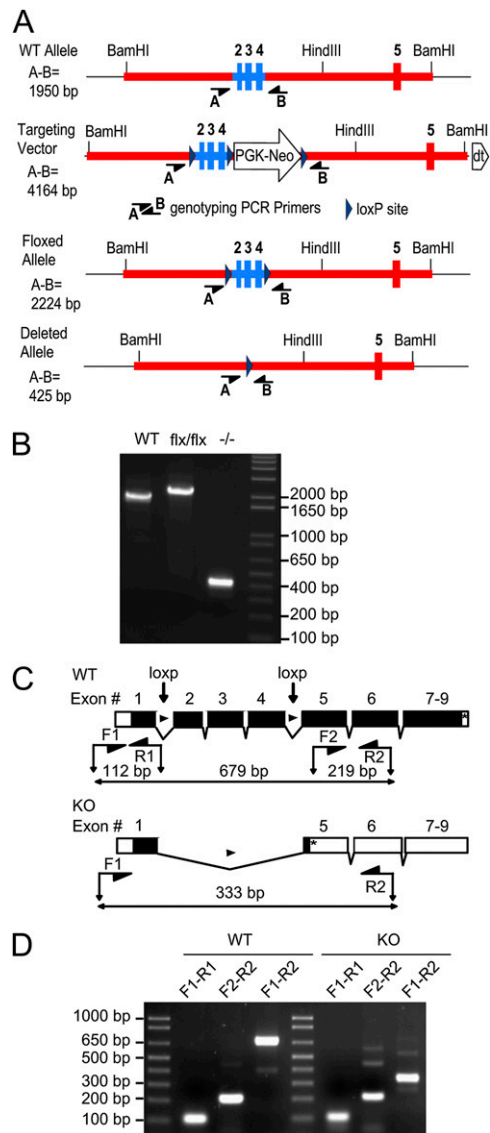 A
WT Allele
A-B=
1950 bp
BamHI
2 3 4
HindIII
5
BamHI
A
B
Targeting
Vector
A-B=
4164 bp
BamHI
2 3 4
PGK-Neo
HindIII
5
BamHI
dt
A
B
A
B
genotyping PCR Primers
loxP site
Floxed
Allele
A-B=
2224 bp
BamHI
2 3 4
HindIII
5
BamHI
A
B
Deleted
Allele
A-B=
425 bp
BamHI
HindIII
5
BamHI
A
B
B
WT flx/flx -/-
2000 bp
1650 bp
1000 bp
650 bp
400 bp
200 bp
100 bp
C
WT
loxp
loxp
Exon # 1 2 3 4 5 6 7-9
*
F1
R1
F2
R2
112 bp
679 bp
219 bp
KO
Exon # 1 5 6 7-9
*
F1
R2
333 bp
D
WT
KO
F1-R1
F2-R2
F1-R2
F1-R1
F2-R2
F1-R2
1000 bp
650 bp
500 bp
300 bp
200 bp
100 bp